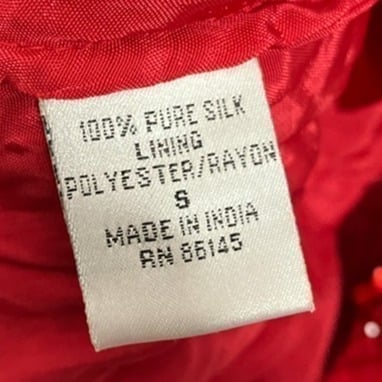 100% PURE SILK
LINING
POLYESTER/RAYON
S
MADE IN INDIA
RN 86145